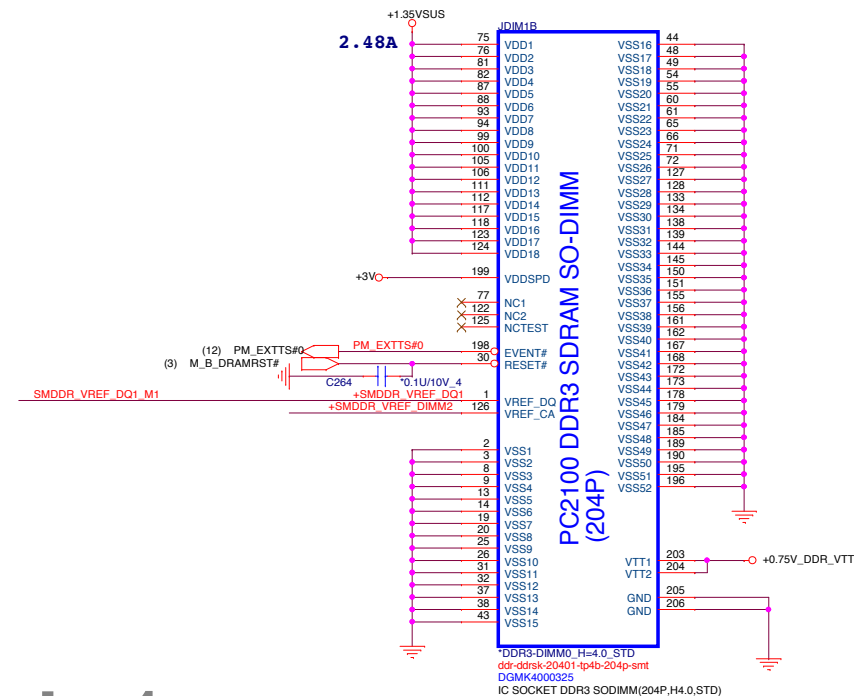 +1.35VSUS
2.48A
JDIM1B
75 VDD1 VSS16 44
76 VDD2 VSS17 48
81 VDD3 VSS18 49
82 VDD4 VSS19 54
87 VDD5 VSS20 55
88 VDD6 VSS21 60
93 VDD7 VSS22 61
94 VDD8 VSS23 65
99 VDD9 VSS24 66
100 VDD10 VSS25 71
105 VDD11 VSS26 72
106 VDD12 VSS27 127
111 VDD13 VSS28 128
112 VDD14 VSS29 133
117 VDD15 VSS30 134
118 VDD16 VSS31 138
123 VDD17 VSS32 139
124 VDD18 VSS33 144
VSS34 145
+3V 199 VDDSPD VSS35 150
VSS36 151
77 NC1 VSS37 155
122 NC2 VSS38 156
125 NCTEST VSS39 161
VSS40 162
(12) PM_EXTTS#0 PM_EXTTS#0 198 EVENT# VSS41 167
(3) M_B_DRAMRST# 30 RESET# VSS42 168
VSS43 172
C264 *0.1U/10V_4 VSS44 173
SMDDR_VREF_DQ1_M1 +SMDDR_VREF_DQ1 1 VREF_DQ VSS45 178
+SMDDR_VREF_DIMM2 126 VREF_CA VSS46 179
VSS47 184
VSS48 185
2 VSS1 VSS49 189
3 VSS2 VSS50 190
8 VSS3 VSS51 195
9 VSS4 VSS52 196
13 VSS5
14 VSS6
19 VSS7
20 VSS8
25 VSS9
26 VSS10 VTT1 203 +0.75V_DDR_VTT
31 VSS11 VTT2 204
32 VSS12
37 VSS13 GND 205
38 VSS14 GND 206
43 VSS15
PC2100 DDR3 SDRAM SO-DIMM
(204P)
*DDR3-DIMM0_H=4.0_STD
ddr-ddrsk-20401-tp4b-204p-smt
DGMK4000325
IC SOCKET DDR3 SODIMM(204P,H4.0,STD)